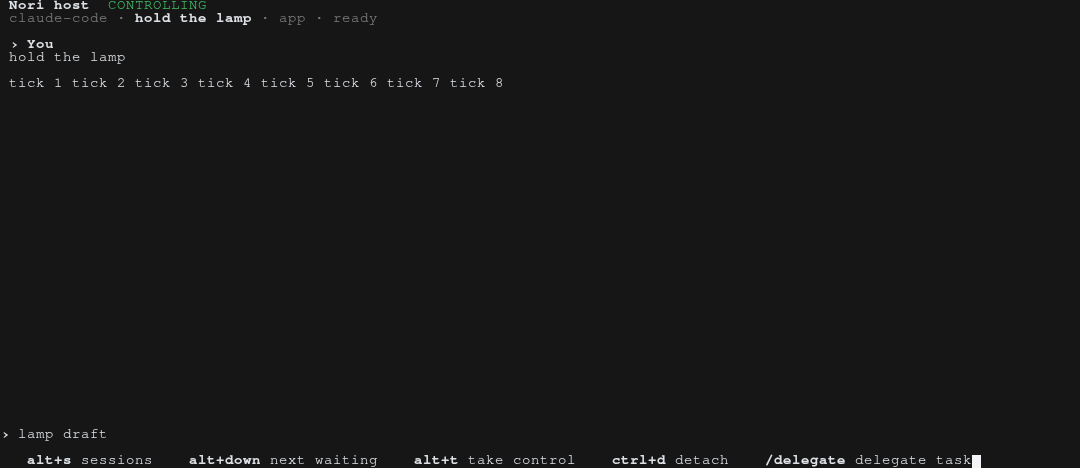 Nori host CONTROLLING
claude-code · hold the lamp · app · ready
› You
hold the lamp
tick 1 tick 2 tick 3 tick 4 tick 5 tick 6 tick 7 tick 8
› lamp draft
alt+s sessions alt+down next waiting alt+t take control ctrl+d detach /delegate delegate task